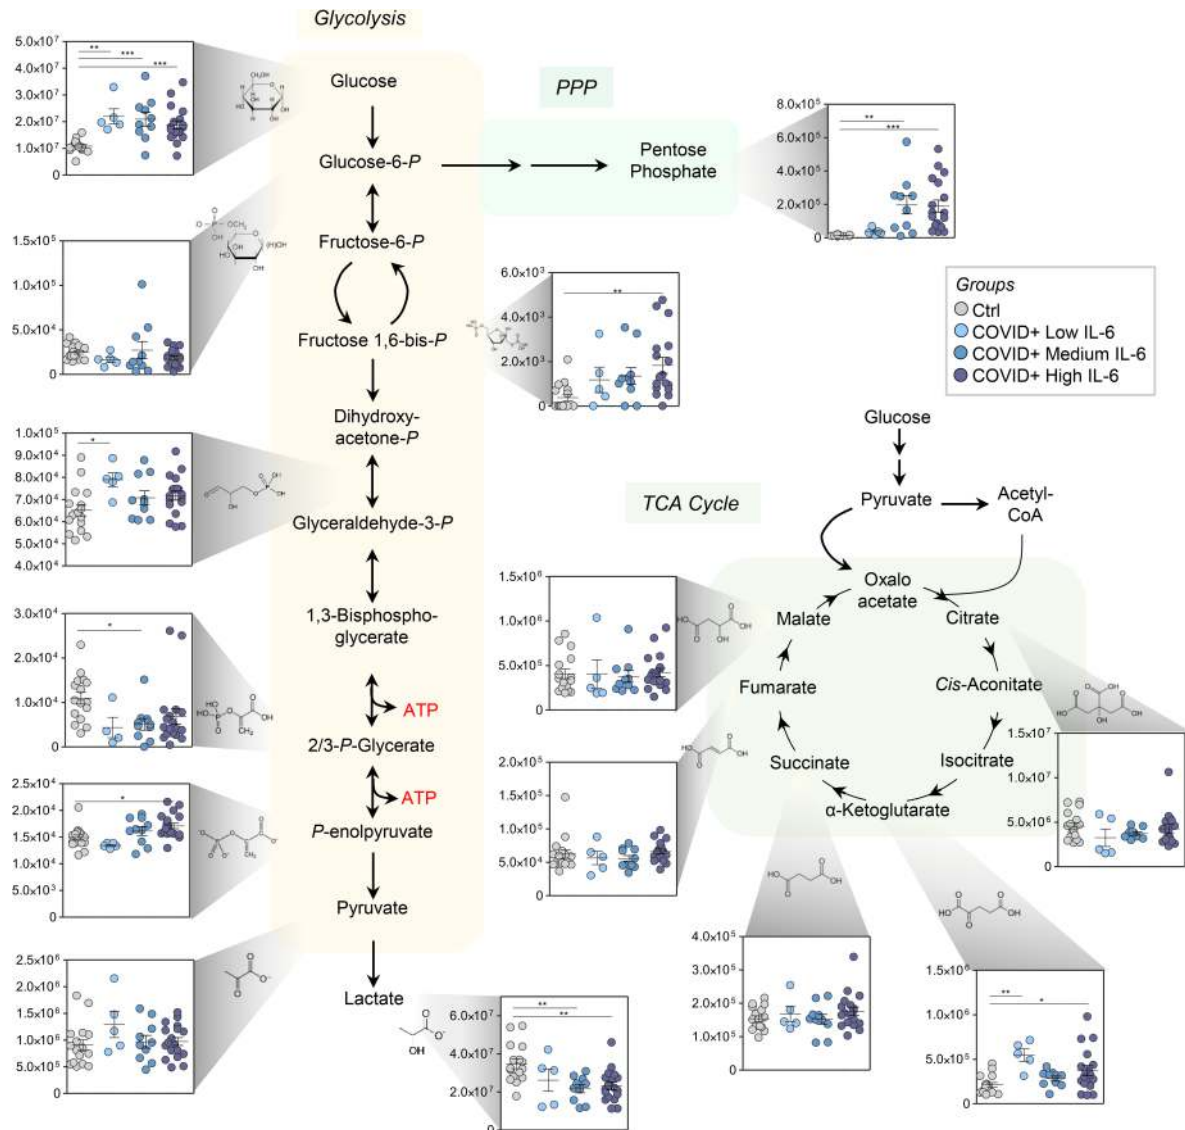 Glycolysis
5.0x10⁷
4.0x10⁷
3.0x10⁷
2.0x10⁷
1.0x10⁷
0
**
***
***
Glucose
Glucose-6-P
Fructose-6-P
Fructose 1,6-bis-P
Dihydroxy-
acetone-P
Glyceraldehyde-3-P
1,3-Bisphospho-
glycerate
ATP
2/3-P-Glycerate
ATP
P-enolpyruvate
Pyruvate
Lactate
PPP
Pentose
Phosphate
8.0x10⁵
6.0x10⁵
4.0x10⁵
2.0x10⁵
0
**
***
1.5x10⁵
1.0x10⁵
5.0x10⁴
0
6.0x10³
4.0x10³
2.0x10³
0
**
Groups
Ctrl
COVID+ Low IL-6
COVID+ Medium IL-6
COVID+ High IL-6
1.0x10⁵
9.0x10⁴
8.0x10⁴
7.0x10⁴
6.0x10⁴
5.0x10⁴
4.0x10⁴
*
3.0x10⁴
2.0x10⁴
1.0x10⁴
0
*
2.5x10⁴
2.0x10⁴
1.5x10⁴
1.0x10⁴
5.0x10³
0
*
2.5x10⁶
2.0x10⁶
1.5x10⁶
1.0x10⁶
5.0x10⁵
0
6.0x10⁷
4.0x10⁷
2.0x10⁷
0
**
**
TCA Cycle
Glucose
Pyruvate
Acetyl-
CoA
Oxalo
acetate
Citrate
Cis-Aconitate
Isocitrate
α-Ketoglutarate
Succinate
Fumarate
Malate
1.5x10⁶
1.0x10⁶
5.0x10⁵
0
2.0x10⁵
1.5x10⁵
1.0x10⁵
5.0x10⁴
0
1.5x10⁷
1.0x10⁷
5.0x10⁶
0
4.0x10⁵
3.0x10⁵
2.0x10⁵
1.0x10⁵
0
1.5x10⁶
1.0x10⁶
5.0x10⁵
0
**
*